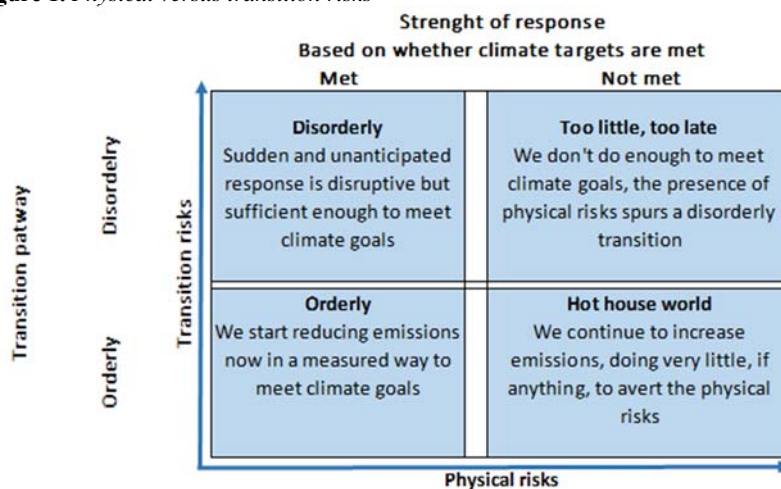 Strenght of response
Based on whether climate targets are met
Met
Not met
Disorderly
Sudden and unanticipated
response is disruptive but
sufficient enough to meet
climate goals
Too little, too late
We don't do enough to meet
climate goals, the presence of
physical risks spurs a disorderly
transition
Orderly
We start reducing emissions
now in a measured way to
meet climate goals
Hot house world
We continue to increase
emissions, doing very little, if
anything, to avert the physical
risks
Transition patway
Disordelry
Orderly
Transition risks
Physical risks